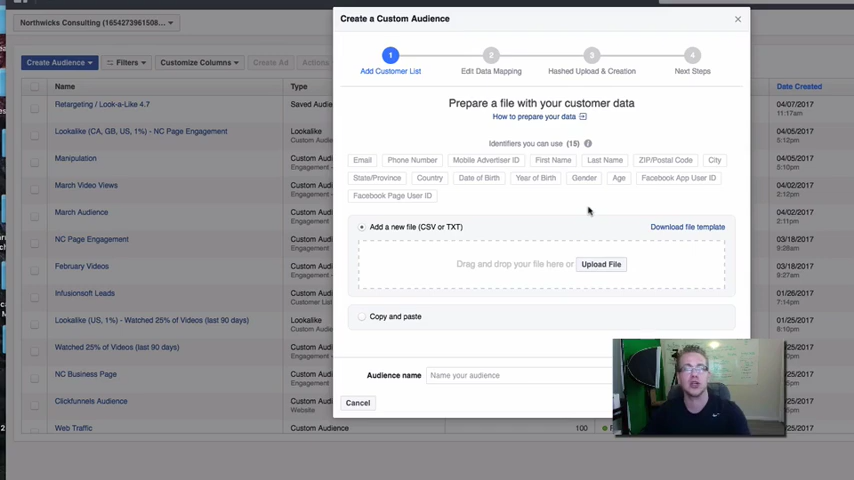 Northwicks Consulting (1654273961508...
Create a Custom Audience
1
2
3
4
Add Customer List
Edit Data Mapping
Hashed Upload & Creation
Next Steps
Create Audience
Filters
Customize Columns
Create Ad
Actions
Name
Type
Date Created
Prepare a file with your customer data
How to prepare your data
Identifiers you can use (15)
Email
Phone Number
Mobile Advertiser ID
First Name
Last Name
ZIP/Postal Code
City
State/Province
Country
Date of Birth
Year of Birth
Gender
Age
Facebook App User ID
Facebook Page User ID
Add a new file (CSV or TXT)
Download file template
Drag and drop your file here or
Upload File
Copy and paste
Audience name
Name your audience
Cancel
Retargeting / Look-a-Like 4.7
Saved Audie
04/07/2017
11:17am
Lookalike (CA, GB, US, 1%) - NC Page Engagement
Lookalike
Custom Audie
04/05/2017
5:12pm
Manipulation
Custom Audi
Engagement -
04/05/2017
2:16pm
March Video Views
Custom Audi
Engagement -
04/02/2017
2:12pm
March Audience
Custom Audi
Engagement -
04/02/2017
2:11pm
NC Page Engagement
Custom Audi
Engagement -
03/18/2017
9:28am
February Videos
Custom Audi
Engagement -
03/18/2017
9:27am
Infusionsoft Leads
Custom Audi
Customer List
01/26/2017
7:14pm
Lookalike (US, 1%) - Watched 25% of Videos (last 90 days)
Lookalike
Custom Audie
01/25/2017
8:10pm
Watched 25% of Videos (last 90 days)
Custom Audi
Engagement -
NC Business Page
Custom Audi
Engagement -
Clickfunnels Audience
Custom Audi
Website
Web Traffic
Custom Audience
100